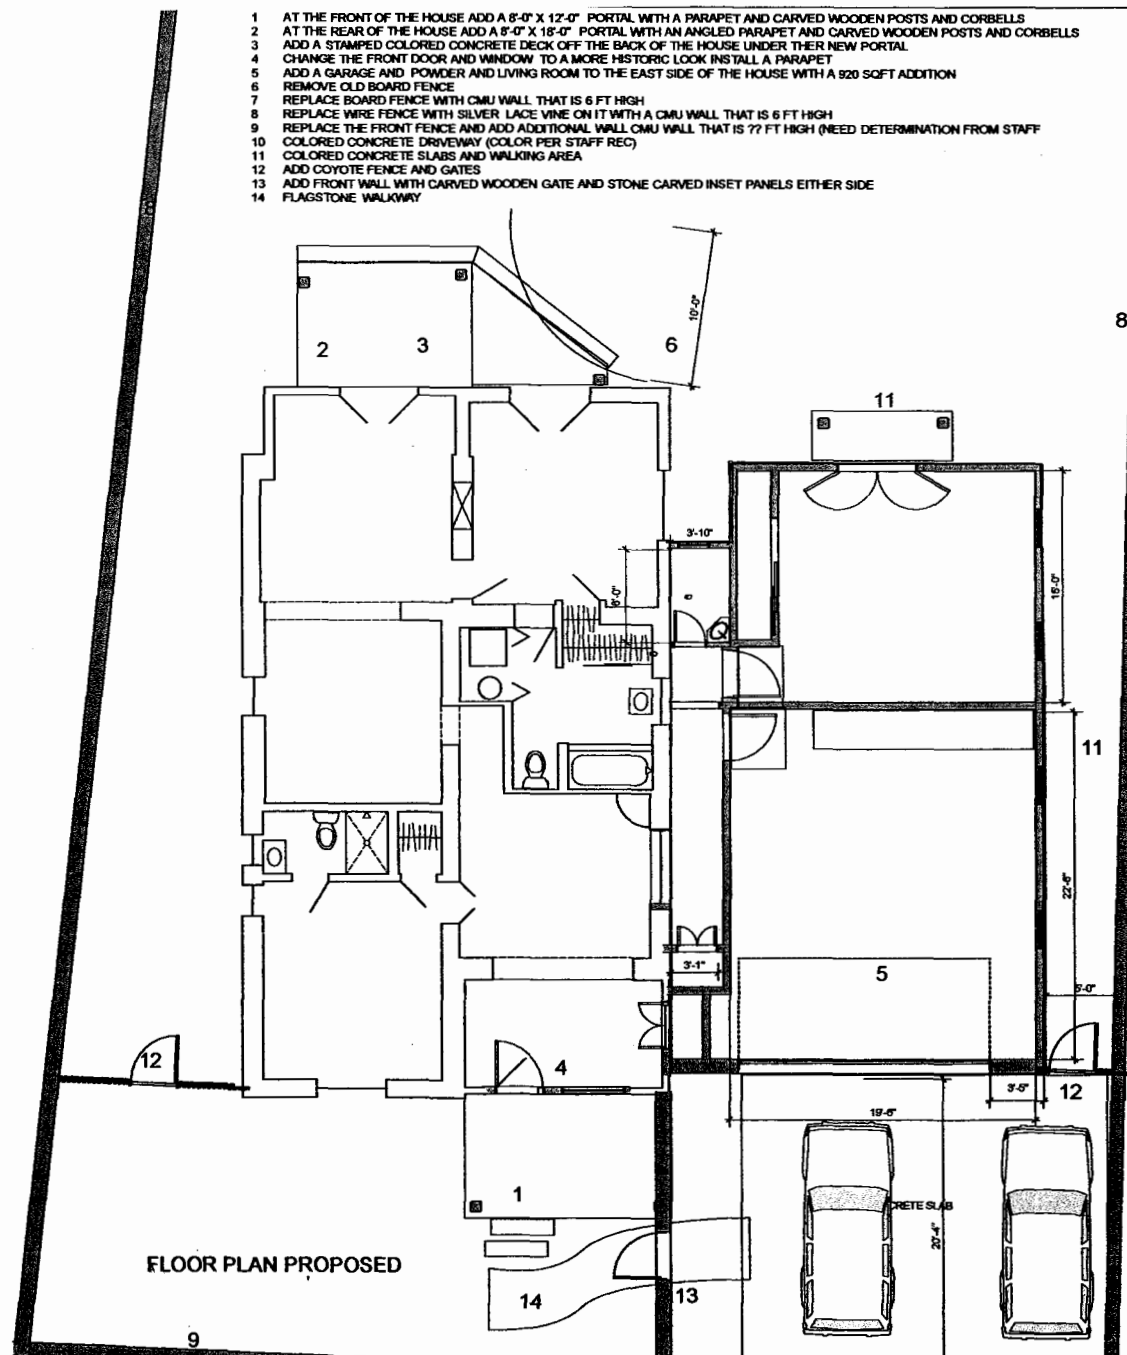 1 AT THE FRONT OF THE HOUSE ADD A 8'-0" X 12'-0" PORTAL WITH A PARAPET AND CARVED WOODEN POSTS AND CORBELLS
2 AT THE REAR OF THE HOUSE ADD A 8'-0" X 18'-0" PORTAL WITH AN ANGLED PARAPET AND CARVED WOODEN POSTS AND CORBELLS
3 ADD A STAMPED COLORED CONCRETE DECK OFF THE BACK OF THE HOUSE UNDER THER NEW PORTAL
4 CHANGE THE FRONT DOOR AND WINDOW TO A MORE HISTORIC LOOK INSTALL A PARAPET
5 ADD A GARAGE AND POWDER AND LIVING ROOM TO THE EAST SIDE OF THE HOUSE WITH A 920 SQFT ADDITION
6 REMOVE OLD BOARD FENCE
7 REPLACE BOARD FENCE WITH CMU WALL THAT IS 6 FT HIGH
8 REPLACE WIRE FENCE WITH SILVER LACE VINE ON IT WITH A CMU WALL THAT IS 6 FT HIGH
9 REPLACE THE FRONT FENCE AND ADD ADDITIONAL WALL CMU WALL THAT IS ?? FT HIGH (NEED DETERMINATION FROM STAFF
10 COLORED CONCRETE DRIVEWAY (COLOR PER STAFF REC)
11 COLORED CONCRETE SLABS AND WALKING AREA
12 ADD COYOTE FENCE AND GATES
13 ADD FRONT WALL WITH CARVED WOODEN GATE AND STONE CARVED INSET PANELS EITHER SIDE
14 FLAGSTONE WALKWAY
10'-0"
8
2
3
6
11
3'-10"
6'-0"
16'-0"
11
22'-6"
3'-1"
5
5'-0"
12
4
3'-5"
12
19'-6"
1
CRETE SLAB
20'-4"
FLOOR PLAN PROPOSED
14
13
9